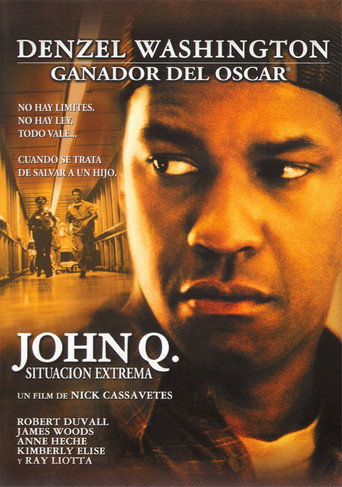 DENZEL WASHINGTON
GANADOR DEL OSCAR®
NO HAY LIMITES.
NO HAY LEY.
TODO VALE...
CUANDO SE TRATA
DE SALVAR A UN HIJO.
JOHN Q.
SITUACION EXTREMA
UN FILM DE NICK CASSAVETES
ROBERT DUVALL
JAMES WOODS
ANNE HECHE
KIMBERLY ELISE
Y RAY LIOTTA